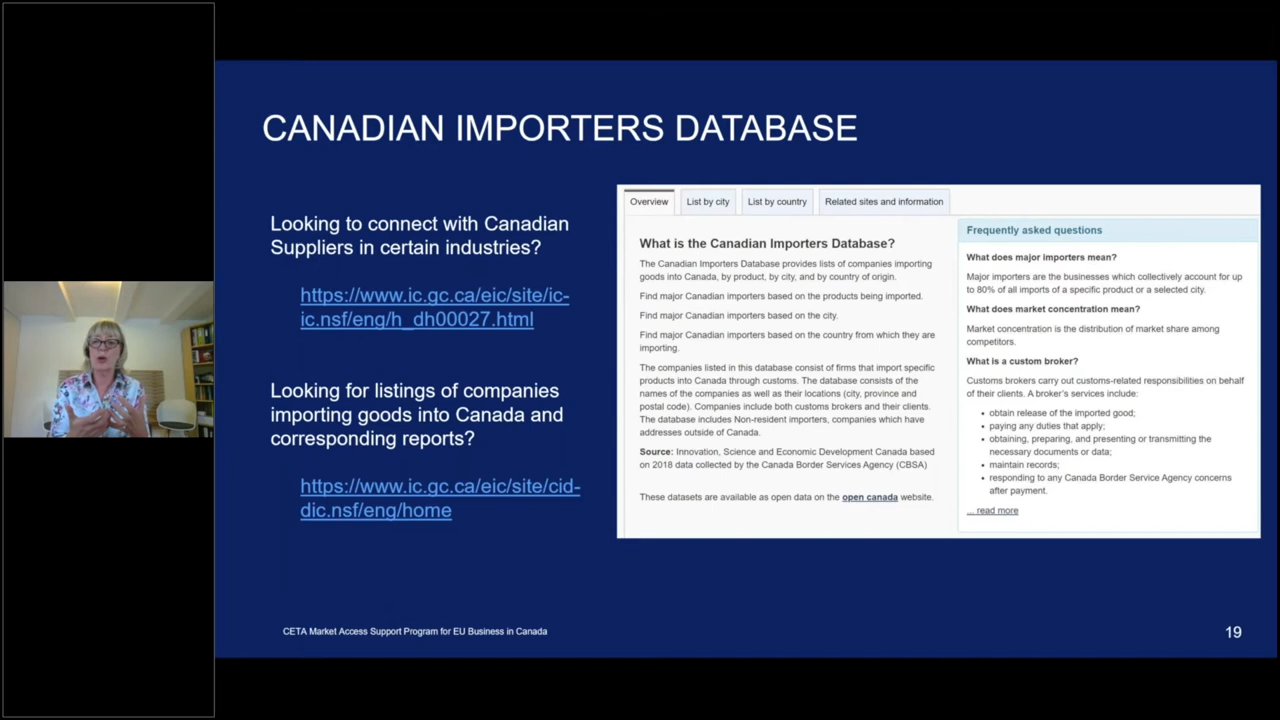 CANADIAN IMPORTERS DATABASE
Looking to connect with Canadian
Suppliers in certain industries?
https://www.ic.gc.ca/eic/site/ic-
ic.nsf/eng/h_dh00027.html
Looking for listings of companies
importing goods into Canada and
corresponding reports?
https://www.ic.gc.ca/eic/site/cid-
dic.nsf/eng/home
Overview
List by city
List by country
Related sites and information
What is the Canadian Importers Database?
The Canadian Importers Database provides lists of companies importing
goods into Canada, by product, by city, and by country of origin.
Find major Canadian importers based on the products being imported.
Find major Canadian importers based on the city.
Find major Canadian importers based on the country from which they are
importing.
The companies listed in this database consist of firms that import specific
products into Canada through customs. The database consists of the
names of the companies as well as their locations (city, province and
postal code). Companies include both customs brokers and their clients.
The database includes Non-resident importers, companies which have
addresses outside of Canada.
Source: Innovation, Science and Economic Development Canada based
on 2018 data collected by the Canada Border Services Agency (CBSA)
These datasets are available as open data on the open canada website.
Frequently asked questions
What does major importers mean?
Major importers are the businesses which collectively account for up
to 80% of all imports of a specific product or a selected city.
What does market concentration mean?
Market concentration is the distribution of market share among
competitors.
What is a custom broker?
Customs brokers carry out customs-related responsibilities on behalf
of their clients. A broker's services include:
• obtain release of the imported good;
• paying any duties that apply;
• obtaining, preparing, and presenting or transmitting the
necessary documents or data;
• maintain records;
• responding to any Canada Border Service Agency concerns
after payment.
... read more
CETA Market Access Support Program for EU Business in Canada
19